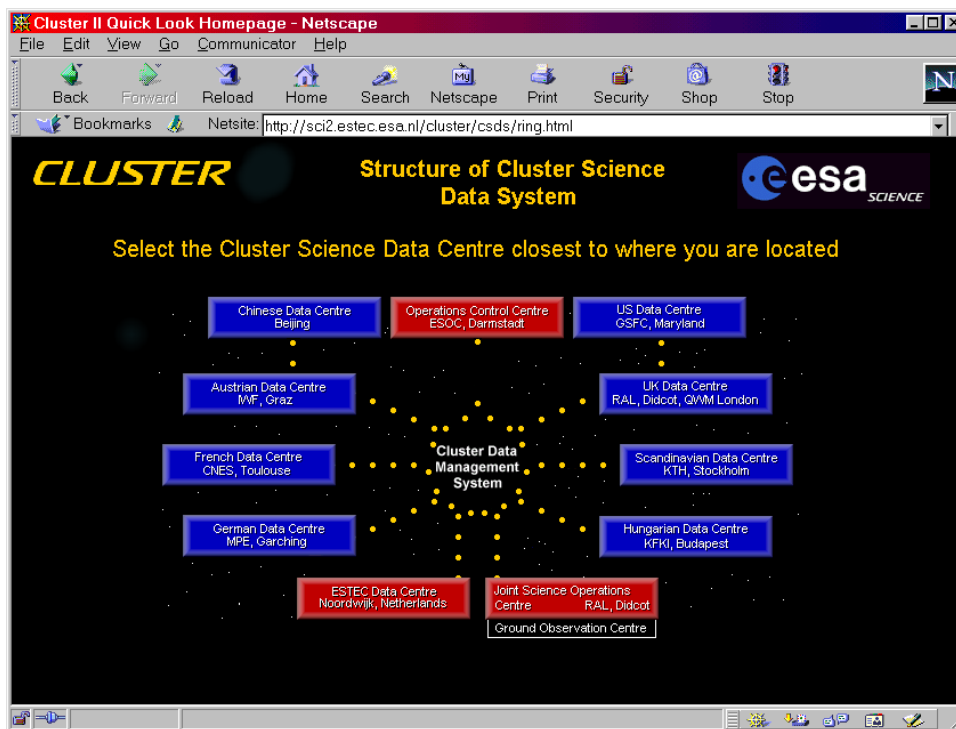 Cluster II Quick Look Homepage - Netscape
File Edit View Go Communicator Help
Back Forward Reload Home Search Netscape Print Security Shop Stop
My
N
Bookmarks Netsite: http://sci2.estec.esa.nl/cluster/csds/ring.html
CLUSTER
Structure of Cluster Science
Data System
esa
SCIENCE
Select the Cluster Science Data Centre closest to where you are located
Chinese Data Centre
Beijing
Operations Control Centre
ESOC, Darmstadt
US Data Centre
GSFC, Maryland
Austrian Data Centre
IWF, Graz
UK Data Centre
RAL, Didcot, QWM London
French Data Centre
CNES, Toulouse
Cluster Data
Management
System
Scandinavian Data Centre
KTH, Stockholm
German Data Centre
MPE, Garching
Hungarian Data Centre
KFKI, Budapest
ESTEC Data Centre
Noordwijk, Netherlands
Joint Science Operations
Centre RAL, Didcot
Ground Observation Centre